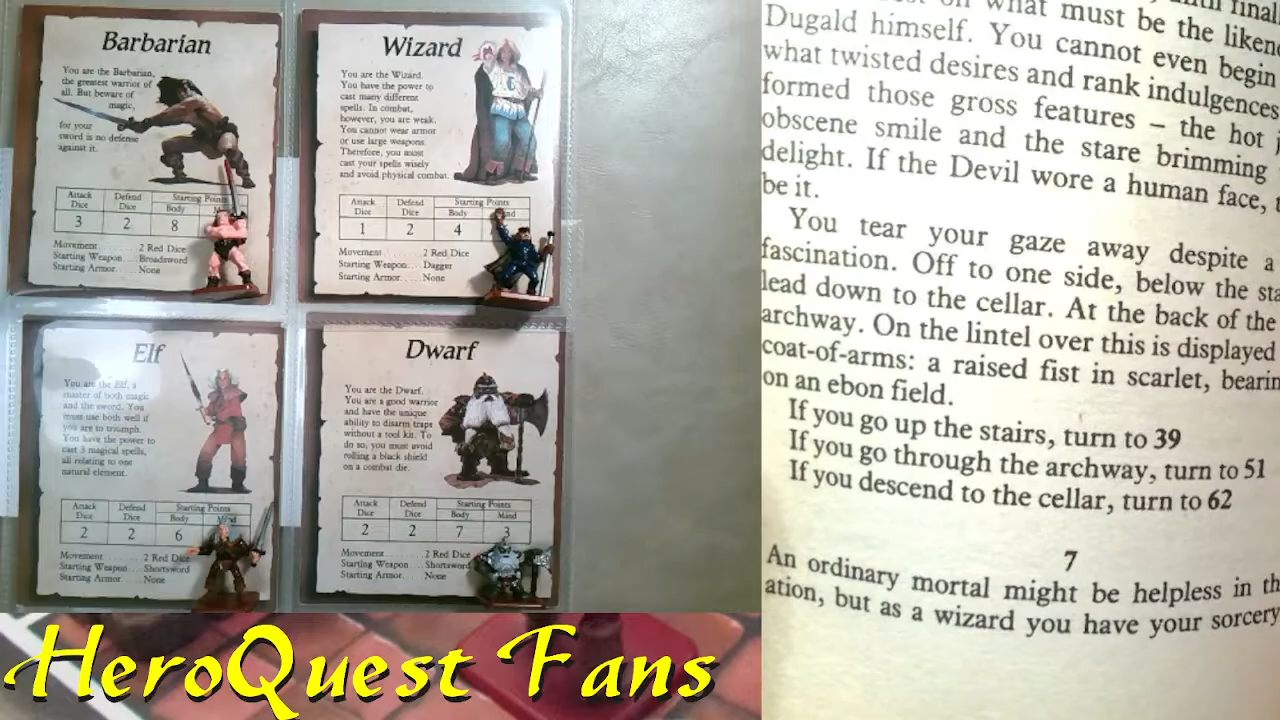 Barbarian
You are the Barbarian,
the greatest warrior of
all. But beware of
magic,
for your
sword is no defense
against it.
Attack Dice
Defend Dice
Starting Points
Body
3 2 8
Movement ........ 2 Red Dice
Starting Weapon ... Broadsword
Starting Armor .... None
Wizard
You are the Wizard.
You have the power to
cast many different
spells. In combat,
however, you are weak.
You cannot wear armor
or use large weapons.
Therefore, you must
cast your spells wisely
and avoid physical combat.
Attack Dice
Defend Dice
Starting Points
Body
1 2 4
Movement ........ 2 Red Dice
Starting Weapon .... Dagger
Starting Armor .... None
Elf
You are the Elf, a
master of both magic
and the sword. You
must use both well if
you are to triumph.
You have the power to
cast 3 magical spells,
all relating to one
natural element.
Attack Dice
Defend Dice
Starting Points
Body Mind
2 2 6
Movement ........ 2 Red Dice
Starting Weapon ... Shortsword
Starting Armor .... None
Dwarf
You are the Dwarf.
You are a good warrior
and have the unique
ability to disarm traps
without a tool kit. To
do so, you must avoid
rolling a black shield
on a combat die.
Attack Dice
Defend Dice
Starting Points
Body Mind
2 2 7 3
Movement ........ 2 Red Dice
Starting Weapon ... Shortsword
Starting Armor .... None
HeroQuest Fans
what must be the
Dugald himself. You cannot even begin
what twisted desires and rank indulgences
formed those gross features – the hot
obscene smile and the stare brimming
delight. If the Devil wore a human face,
be it.
You tear your gaze away despite a
fascination. Off to one side, below the
lead down to the cellar. At the back of the
archway. On the lintel over this is displayed
coat-of-arms: a raised fist in scarlet,
on an ebon field.
If you go up the stairs, turn to 39
If you go through the archway, turn to 51
If you descend to the cellar, turn to 62
7
An ordinary mortal might be helpless in
ation, but as a wizard you have your sorcery